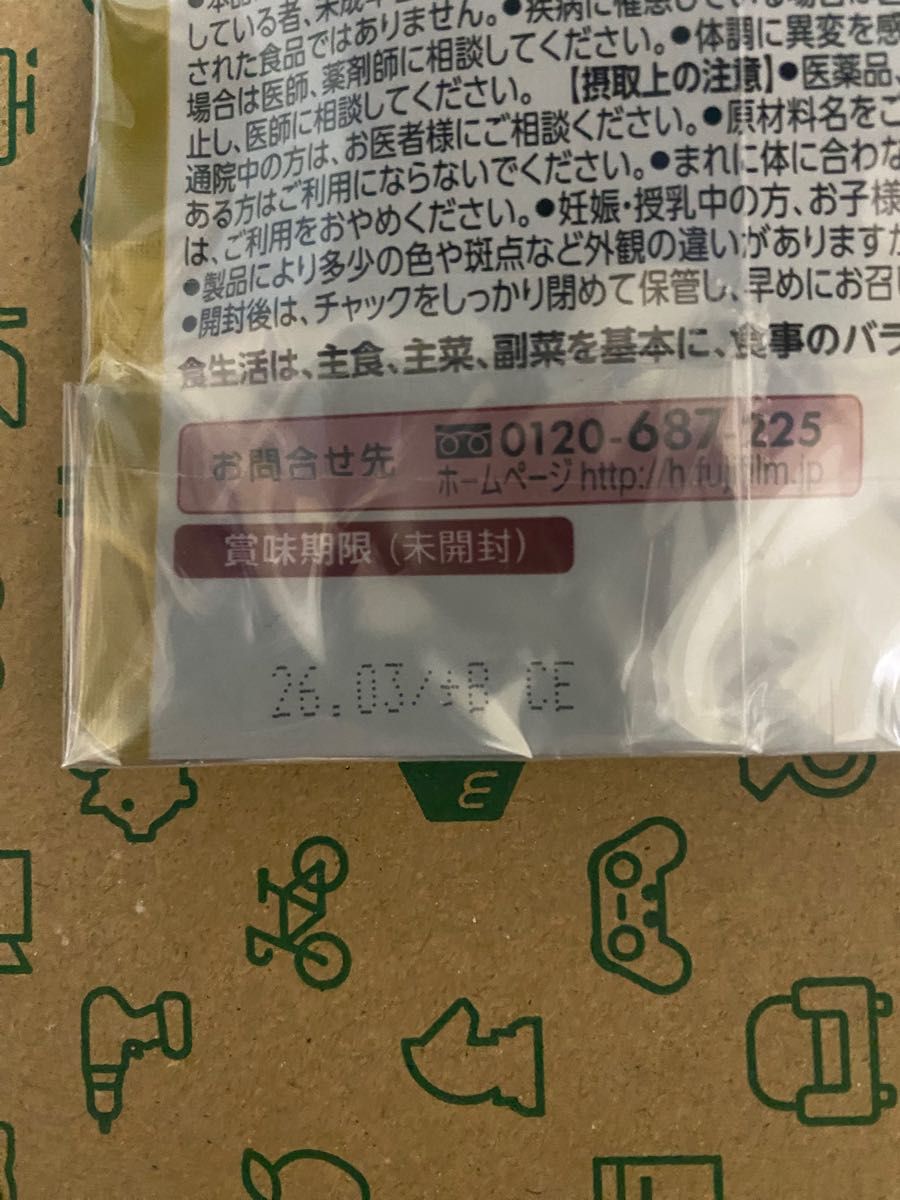 している者、未成年
された食品ではありません。●疾病に罹患している場合は
場合は医師、薬剤師に相談してください。●体調に異変を感
止し、医師に相談してください。【摂取上の注意】●医薬品、
通院中の方は、お医者様にご相談ください。●原材料名をご
ある方はご利用にならないでください。●まれに体に合わな
は、ご利用をおやめください。●妊娠・授乳中の方、お子様
●製品により多少の色や斑点など外観の違いがありますが
●開封後は、チャックをしっかり閉めて保管し、早めにお召し
食生活は、主食、主菜、副菜を基本に、食事のバラ
お問合せ先
0120-687-225
ホームページ http://h.fujifilm.jp
賞味期限(未開封)
26.03/ CE